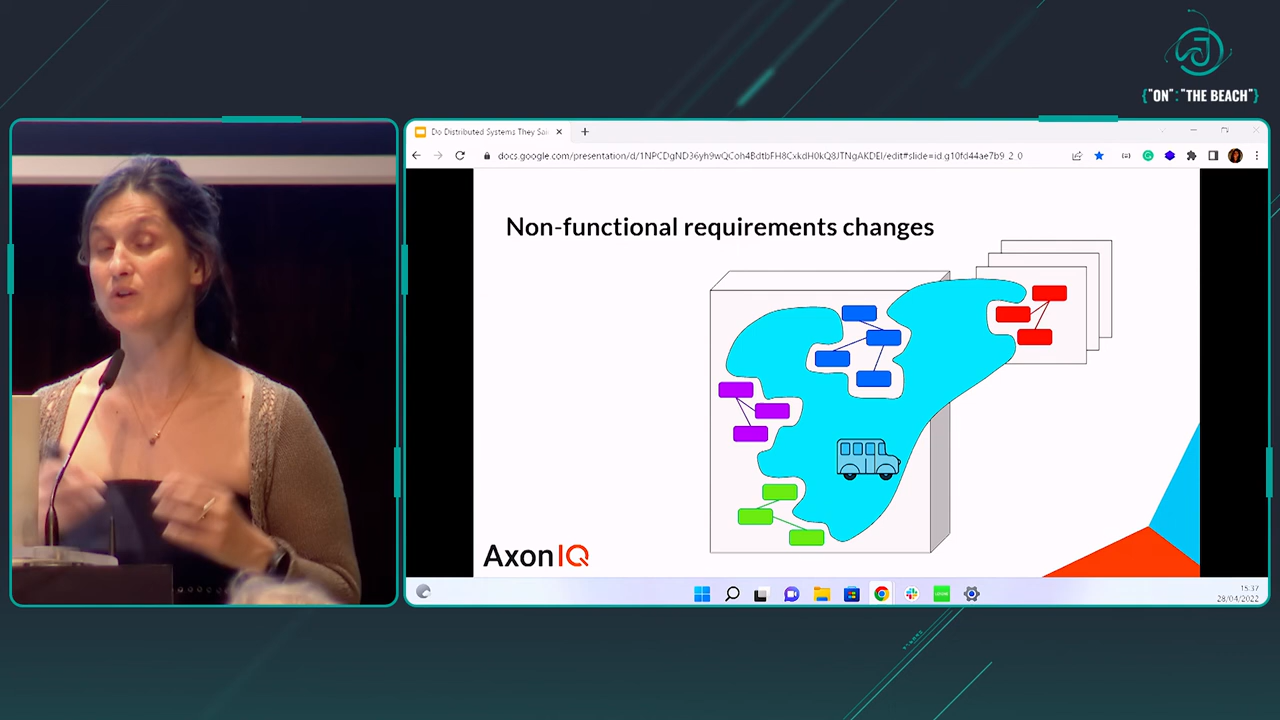 {"ON":"THE BEACH"}
Do Distributed Systems They Sai
docs.google.com/presentation/d/1NPCDgND36yh9wQCoh4BdtbFH8CxkdH0kQ8JTNgAKDEI/edit#slide=id.g10fd44ae7b9_2_0
Non-functional requirements changes
AxonIQ
15.37
28/04/2022